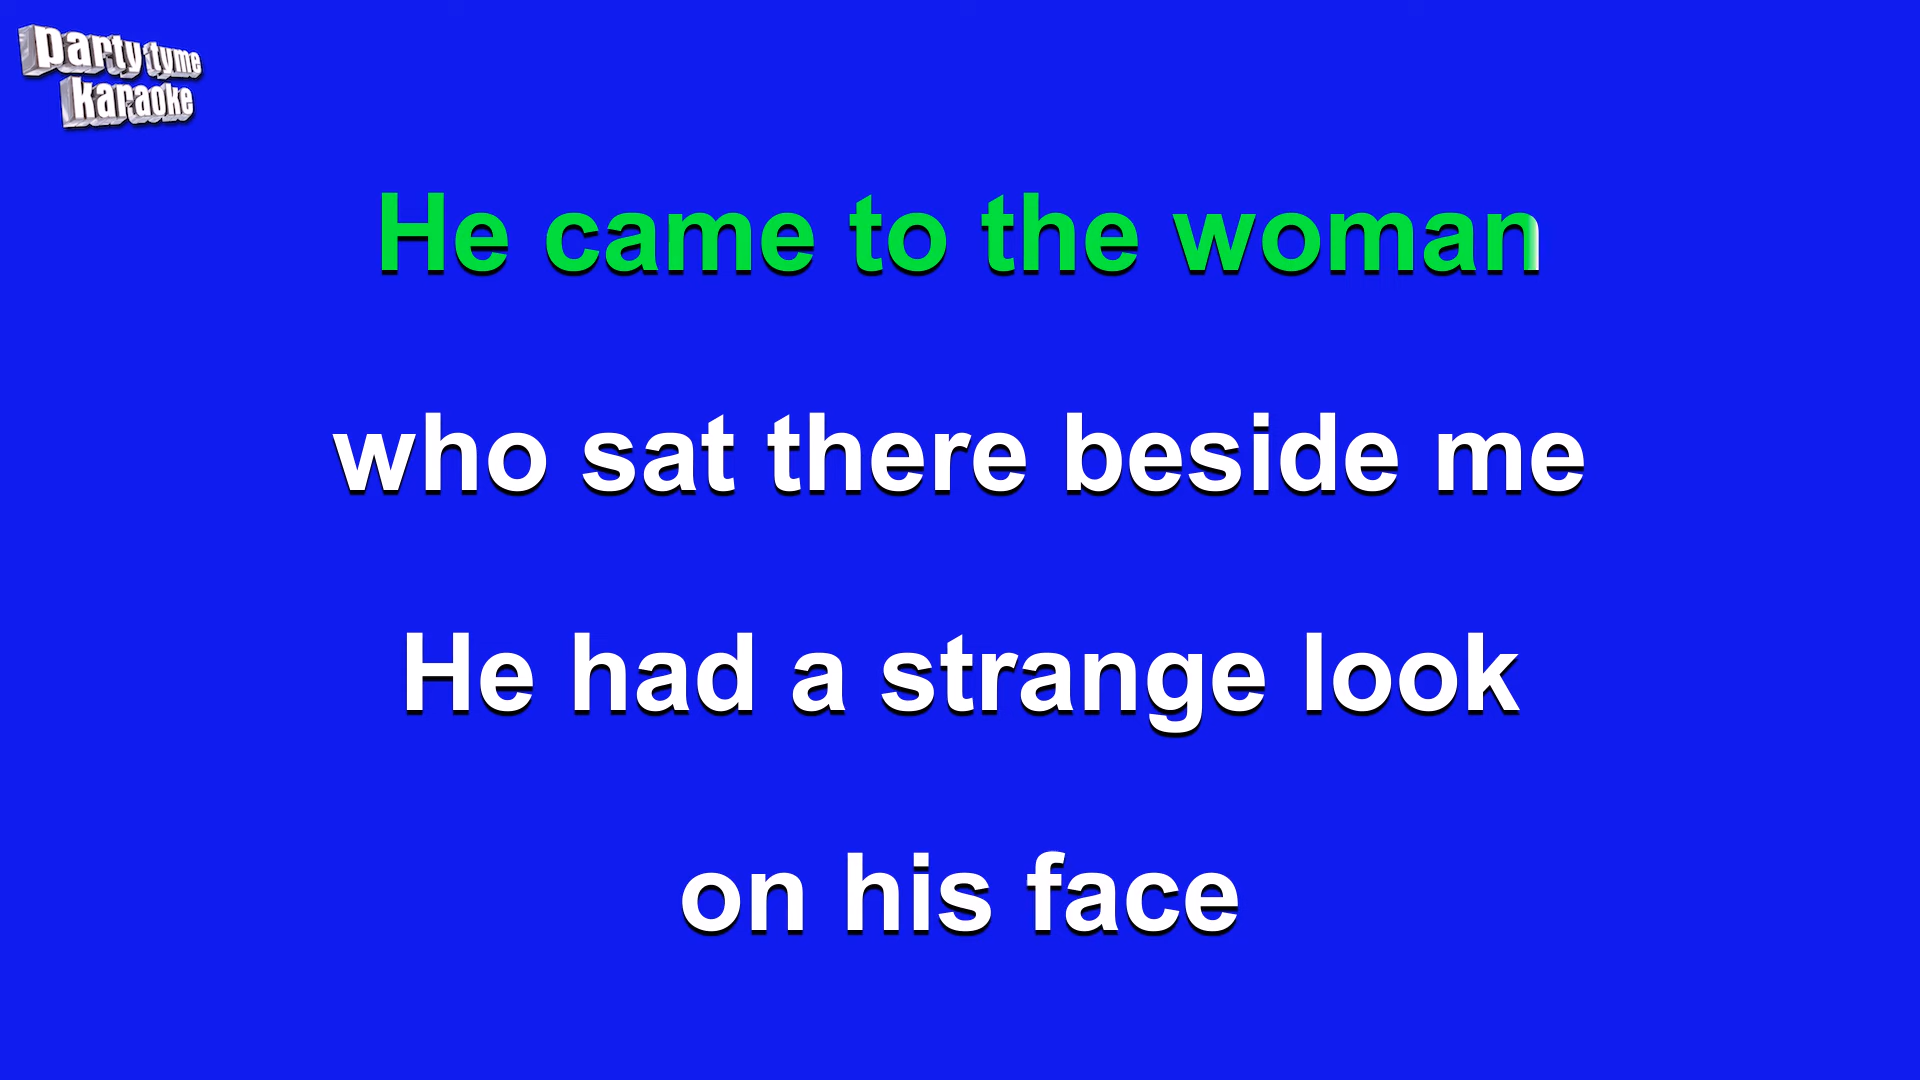 party tyme
karaoke
He came to the woman
who sat there beside me
He had a strange look
on his face